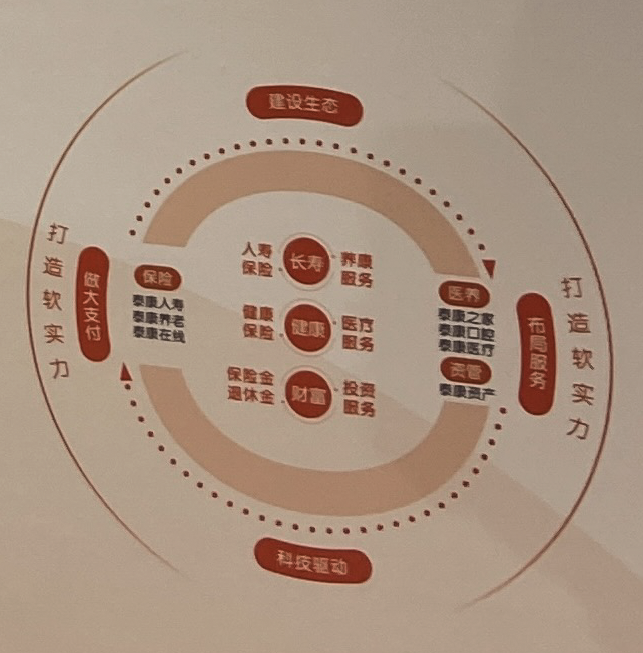 建设生态
打造软实力
做大支付
保险
泰康人寿
泰康养老
泰康在线
人寿
保险
长寿
养康
服务
健康
保险
健康
医疗
服务
保险金
退休金
财富
投资
服务
医养
泰康之家
泰康口腔
泰康医疗
资管
泰康资产
布局服务
打造软实力
科技驱动